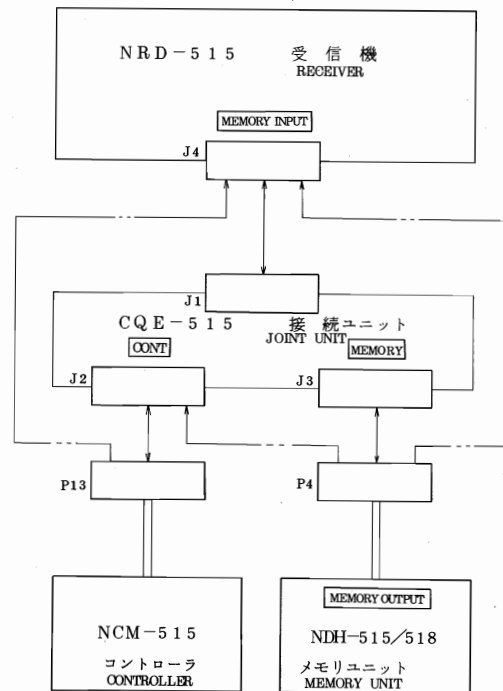 NRD-515 受信機
RECEIVER
MEMORY INPUT
J4
J1
CQE-515 接続ユニット
JOINT UNIT
CONT
MEMORY
J2
J3
P13
P4
MEMORY OUTPUT
NCM-515
NDH-515/518
コントローラ
CONTROLLER
メモリユニット
MEMORY UNIT